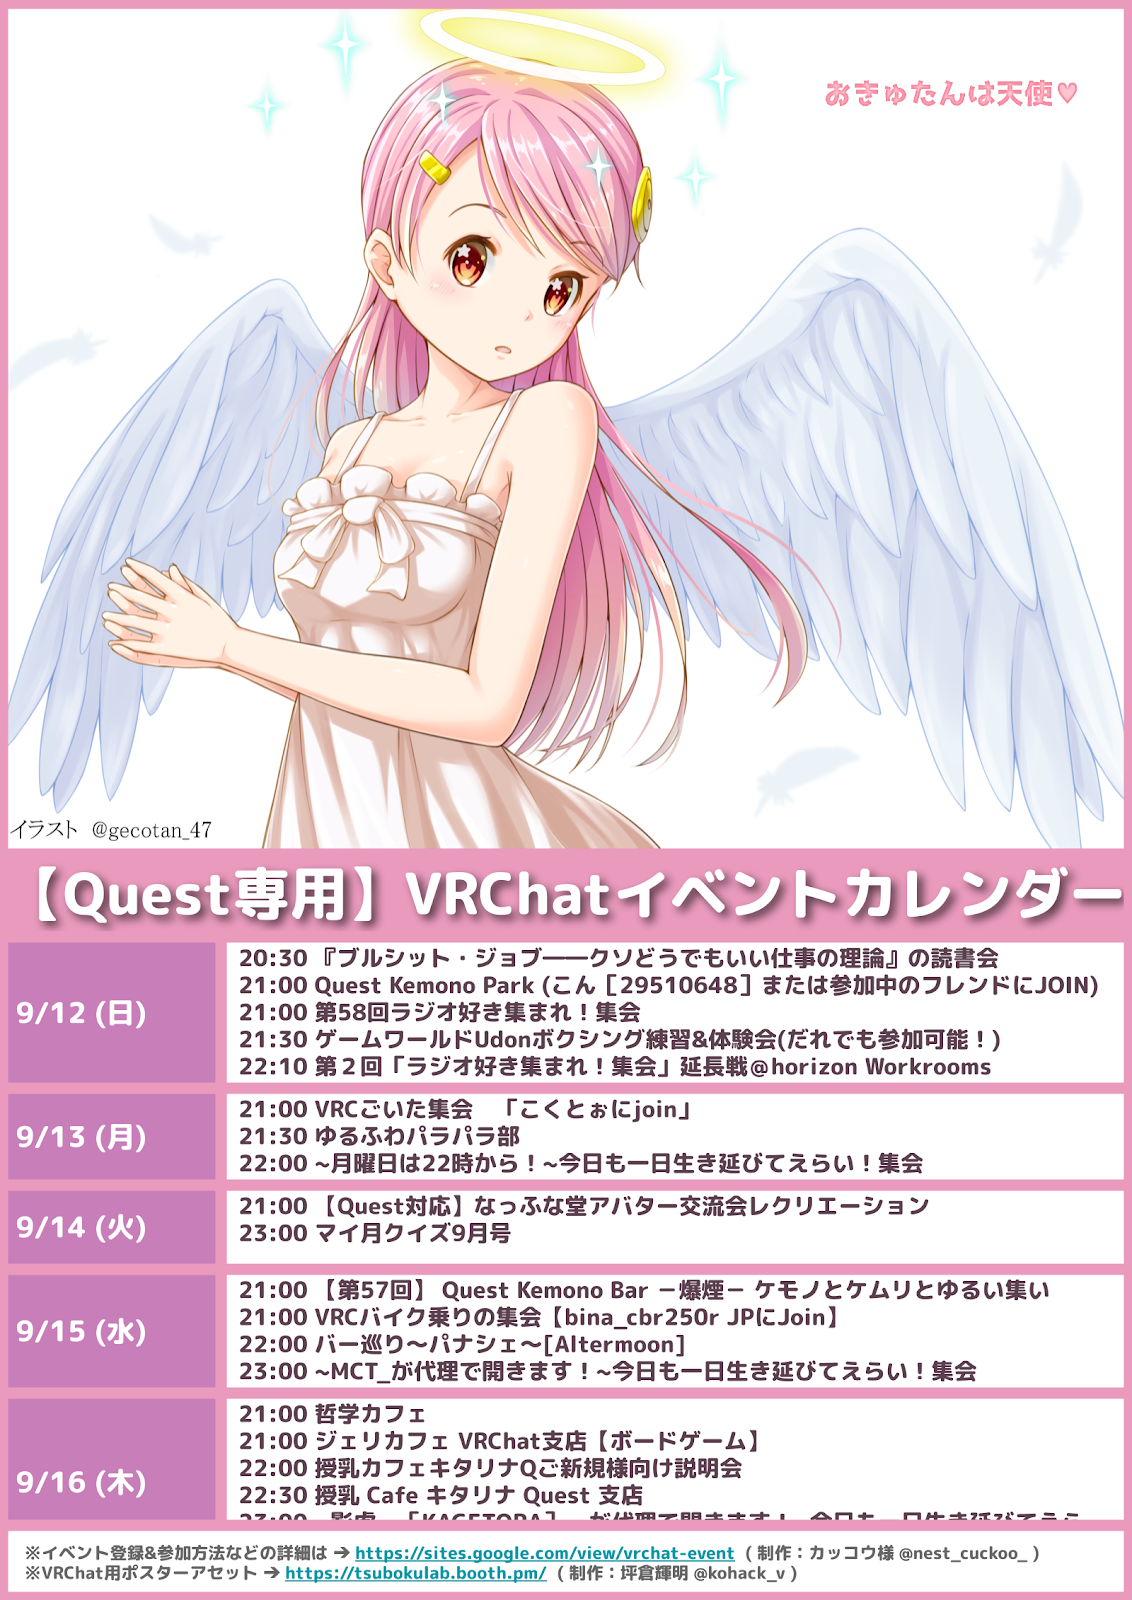 おきゅたんは天使♥
イラスト @gecotan_47
【Quest専用】VRChatイベントカレンダー
9/12 (日)
20:30 『ブルシット・ジョブ――クソどうでもいい仕事の理論』の読書会
21:00 Quest Kemono Park (こん［29510648］または参加中のフレンドにJOIN)
21:00 第58回ラジオ好き集まれ！集会
21:30 ゲームワールドUdonボクシング練習&体験会(だれでも参加可能！)
22:10 第２回「ラジオ好き集まれ！集会」延長戦@horizon Workrooms
9/13 (月)
21:00 VRCごいた集会　「こくとぉにjoin」
21:30 ゆるふわパラパラ部
22:00 ~月曜日は22時から！~今日も一日生き延びてえらい！集会
9/14 (火)
21:00 【Quest対応】なっふな堂アバター交流会レクリエーション
23:00 マイ月クイズ9月号
9/15 (水)
21:00 【第57回】 Quest Kemono Bar －爆煙－ ケモノとケムリとゆるい集い
21:00 VRCバイク乗りの集会【bina_cbr250r JPにJoin】
22:00 バー巡り～パナシェ～[Altermoon]
23:00 ~MCT_が代理で開きます！~今日も一日生き延びてえらい！集会
9/16 (木)
21:00 哲学カフェ
21:00 ジェリカフェ VRChat支店【ボードゲーム】
22:00 授乳カフェキタリナQご新規様向け説明会
22:30 授乳 Cafe キタリナ Quest 支店
23:00 ［KAGETORA］ が代理で開きます！ 今日も一日生き延びてえら
※イベント登録&参加方法などの詳細は ➔ https://sites.google.com/view/vrchat-event ( 制作：カッコウ様 @nest_cuckoo_ )
※VRChat用ポスターアセット ➔ https://tsubokulab.booth.pm/ ( 制作：坪倉輝明 @kohack_v )